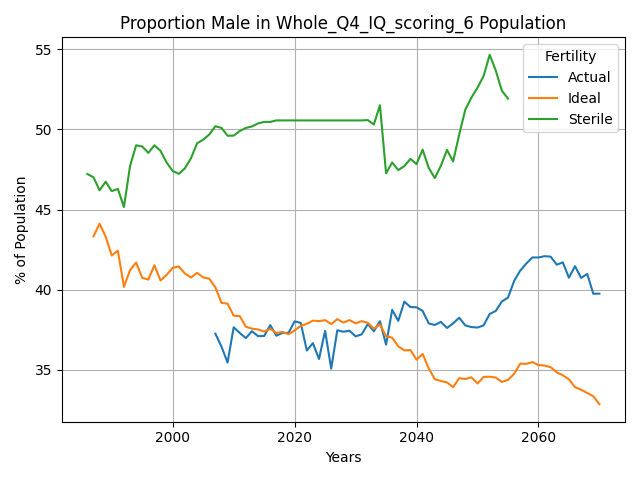 Proportion Male in Whole_Q4_IQ_scoring_6 Population
Fertility
Actual
Ideal
Sterile
% of Population
55
50
45
40
35
2000
2020
2040
2060
Years